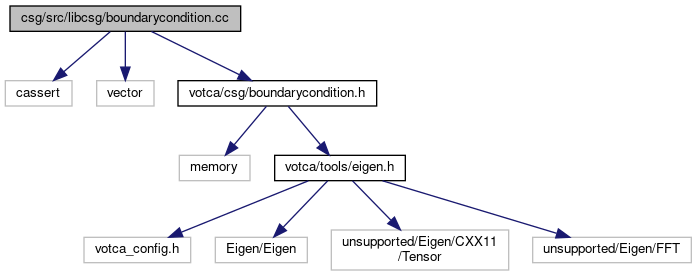 csg/src/libcsg/boundarycondition.cc
cassert
vector
votca/csg/boundarycondition.h
memory
votca/tools/eigen.h
votca_config.h
Eigen/Eigen
unsupported/Eigen/CXX11
/Tensor
unsupported/Eigen/FFT